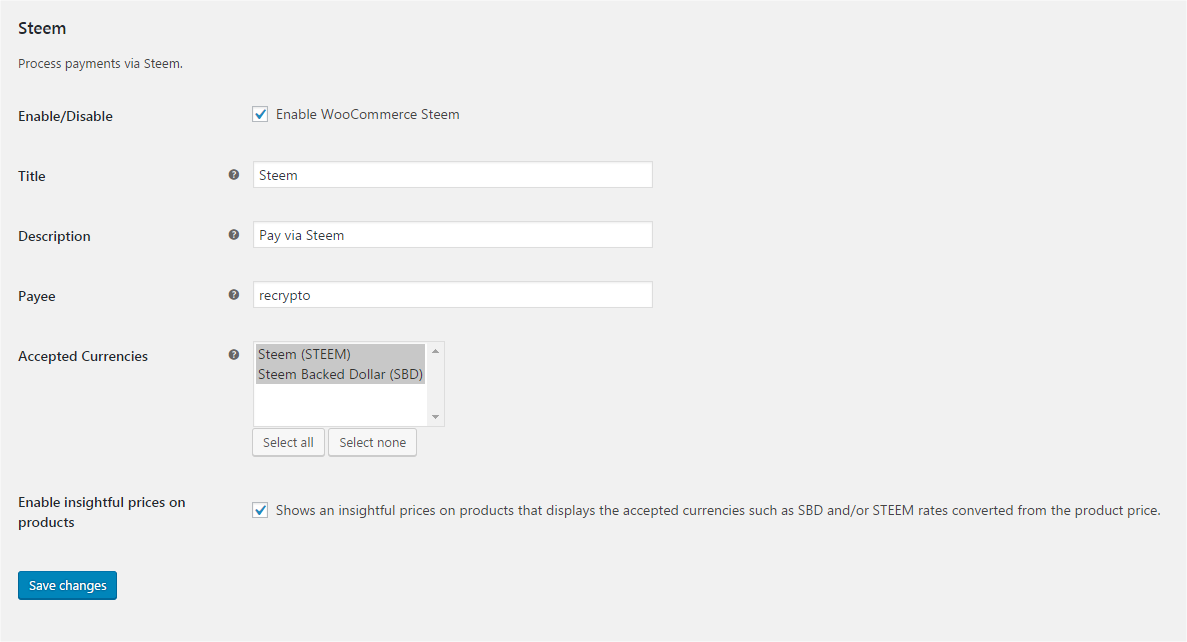 Steem
Process payments via Steem.
Enable/Disable
Enable WooCommerce Steem
Title
Steem
Description
Pay via Steem
Payee
recrypto
Accepted Currencies
Steem (STEEM)
Steem Backed Dollar (SBD)
Select all
Select none
Enable insightful prices on
products
Shows an insightful prices on products that displays the accepted currencies such as SBD and/or STEEM rates converted from the product price.
Save changes